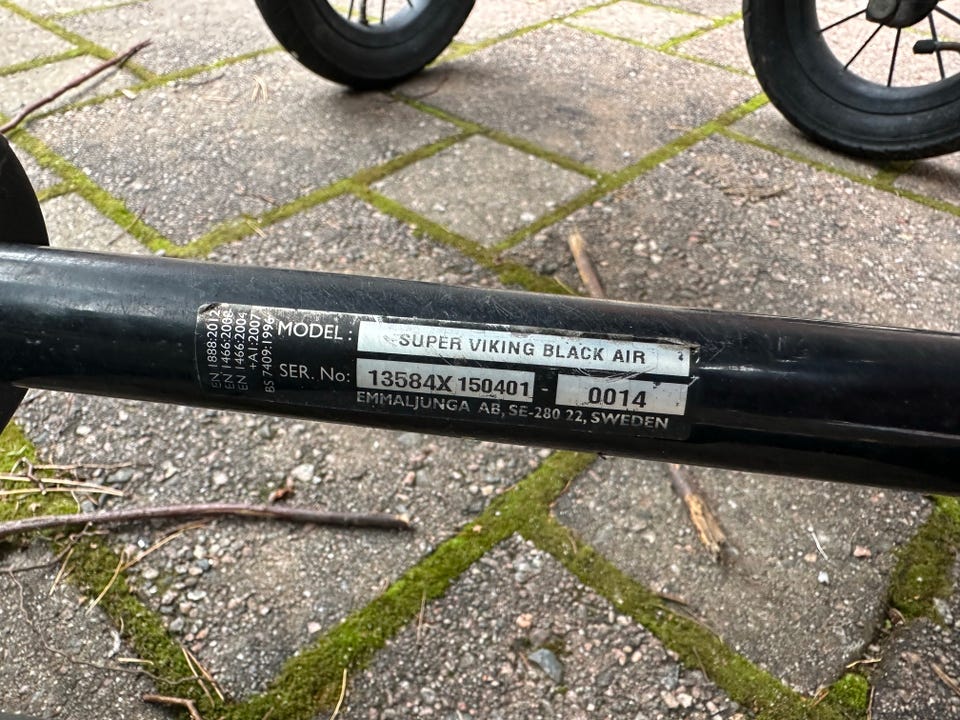 EN 1888:2012
EN 1466:2008
EN 1466:2004
+A1:2007
BS 7409:1996
MODEL : SUPER VIKING BLACK AIR
SER. No: 13584X 150401 - 0014
EMMALJUNGA AB, SE-280 22, SWEDEN